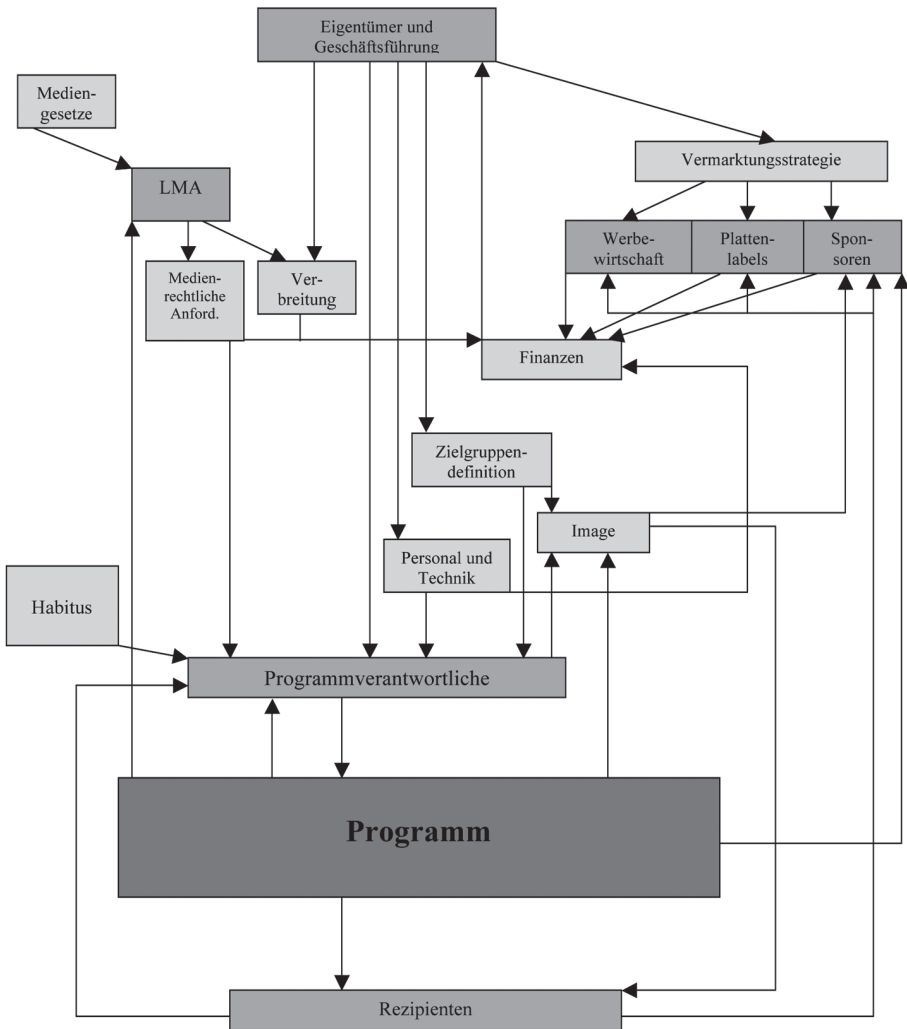 Eigentümer und
Geschäftsführung
Medien-
gesetze
Vermarktungsstrategie
LMA
Werbe-
wirtschaft
Platten-
labels
Spon-
soren
Medien-
rechtliche
Anford.
Ver-
breitung
Finanzen
Zielgruppen-
definition
Image
Personal und
Technik
Habitus
Programmverantwortliche
Programm
Rezipienten